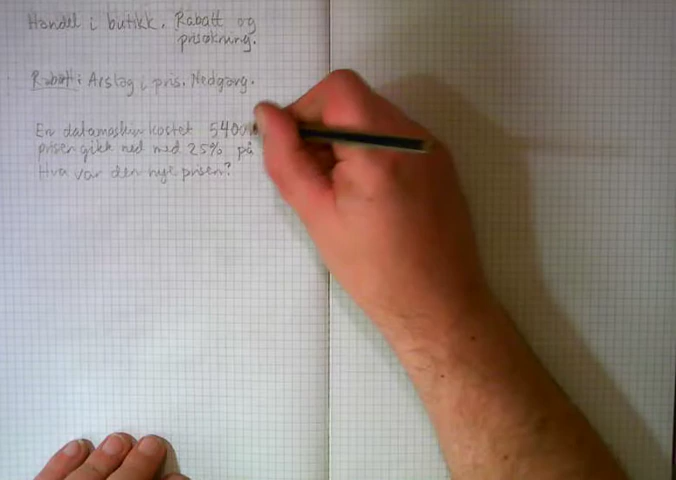 Handel i butikk. Rabatt og
prisøkning.
Rabatt: Avslag i pris. Nedgang.
En datamaskin kostet 5400
prisen gikk ned med 25% på
Hva var den nye prisen?